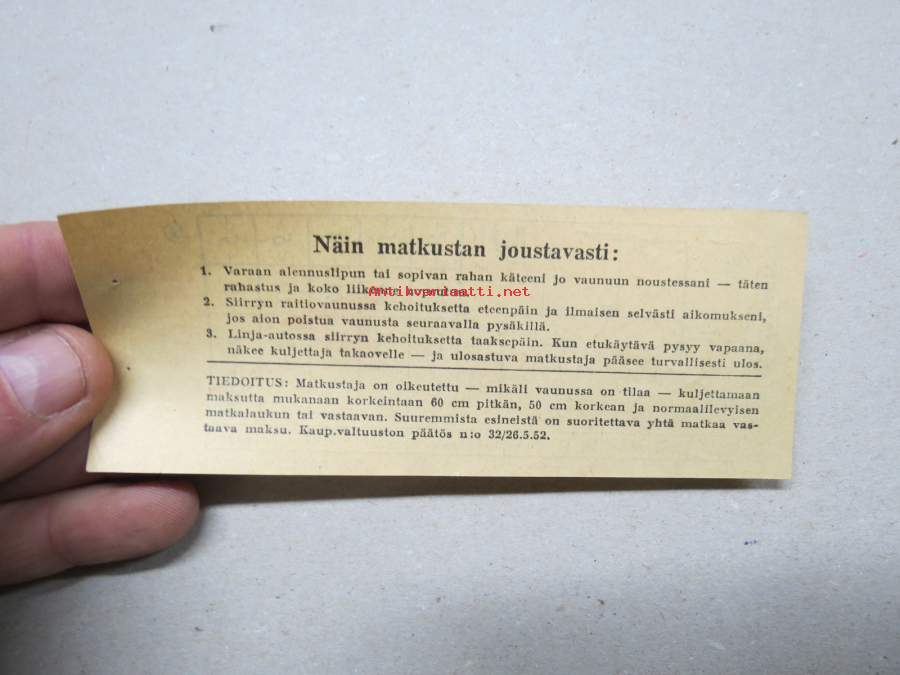 Näin matkustan joustavasti:
1. Varaan alennuslipun tai sopivan rahan käteeni jo vaunuun noustessani — täten
rahastus ja koko liikenne nopeutuu.
Antikvariaatti.net
2. Siirryn raitiovaunussa kehoituksetta eteenpäin ja ilmaisen selvästi aikomukseni,
jos aion poistua vaunusta seuraavalla pysäkillä.
3. Linja-autossa siirryn kehoituksetta taaksepäin. Kun etukäytävä pysyy vapaana,
näkee kuljettaja takaovelle — ja ulosastuva matkustaja pääsee turvallisesti ulos.
TIEDOITUS: Matkustaja on oikeutettu — mikäli vaunussa on tilaa — kuljettamaan
maksutta mukanaan korkeintaan 60 cm pitkän, 50 cm korkean ja normaalilevyisen
matkalaukun tai vastaavan. Suuremmista esineistä on suoritettava yhtä matkaa vas-
taava maksu. Kaup.valtuuston päätös n:o 32/26.5.52.